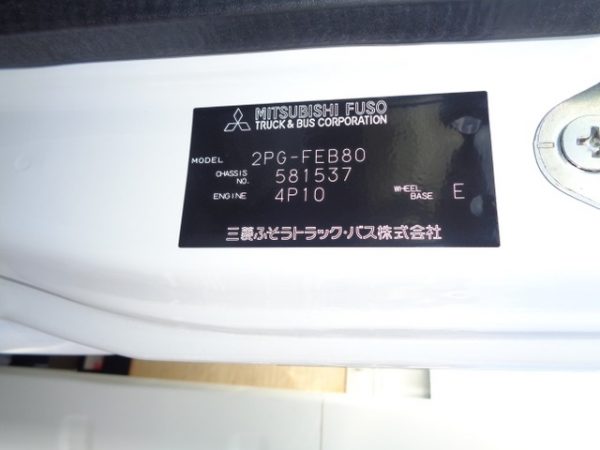 MITSUBISHI FUSO
TRUCK & BUS CORPORATION
MODEL 2PG-FEB80
CHASSIS NO. 581537
ENGINE 4P10 WHEEL BASE E
三菱ふそうトラック・バス株式会社